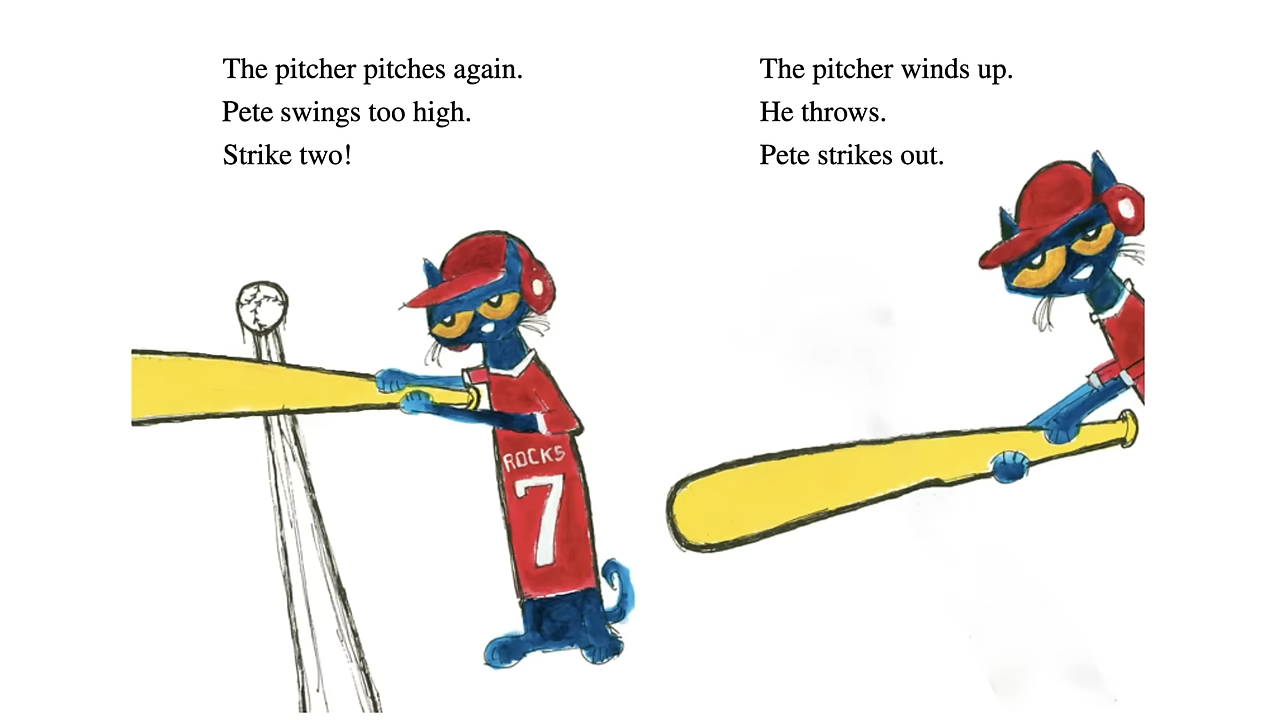 The pitcher pitches again.
Pete swings too high.
Strike two!
The pitcher winds up.
He throws.
Pete strikes out.
ROCKS
7